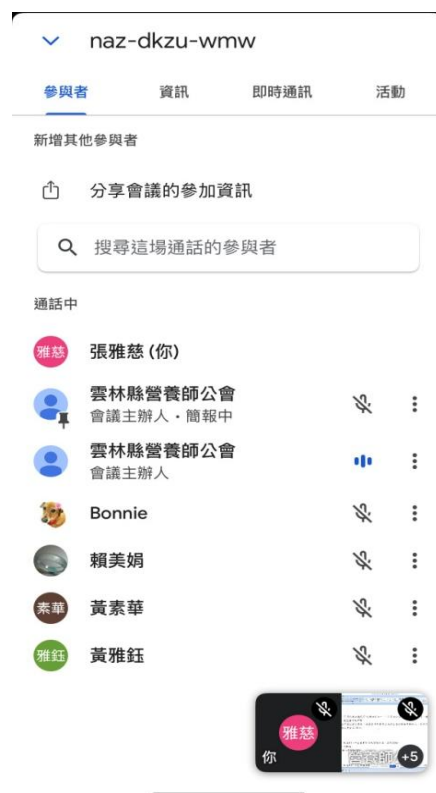 naz-dkzu-wmw
參與者 資訊 即時通訊 活動
新增其他參與者
分享會議的參加資訊
搜尋這場通話的參與者
通話中
雅慈 張雅慈 (你)
雲林縣營養師公會
會議主辦人・簡報中
雲林縣營養師公會
會議主辦人
Bonnie
賴美娟
素華 黃素華
雅鈺 黃雅鈺
雅慈
你 +5